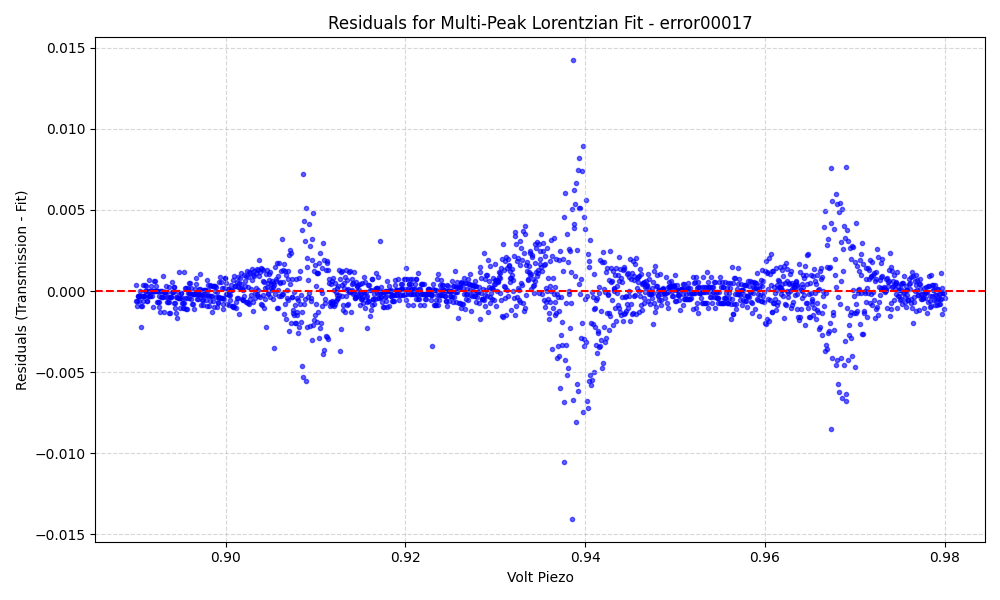 Residuals for Multi-Peak Lorentzian Fit - error00017
Residuals (Transmission - Fit)
0.015
0.010
0.005
0.000
−0.005
−0.010
−0.015
0.90 0.92 0.94 0.96 0.98
Volt Piezo